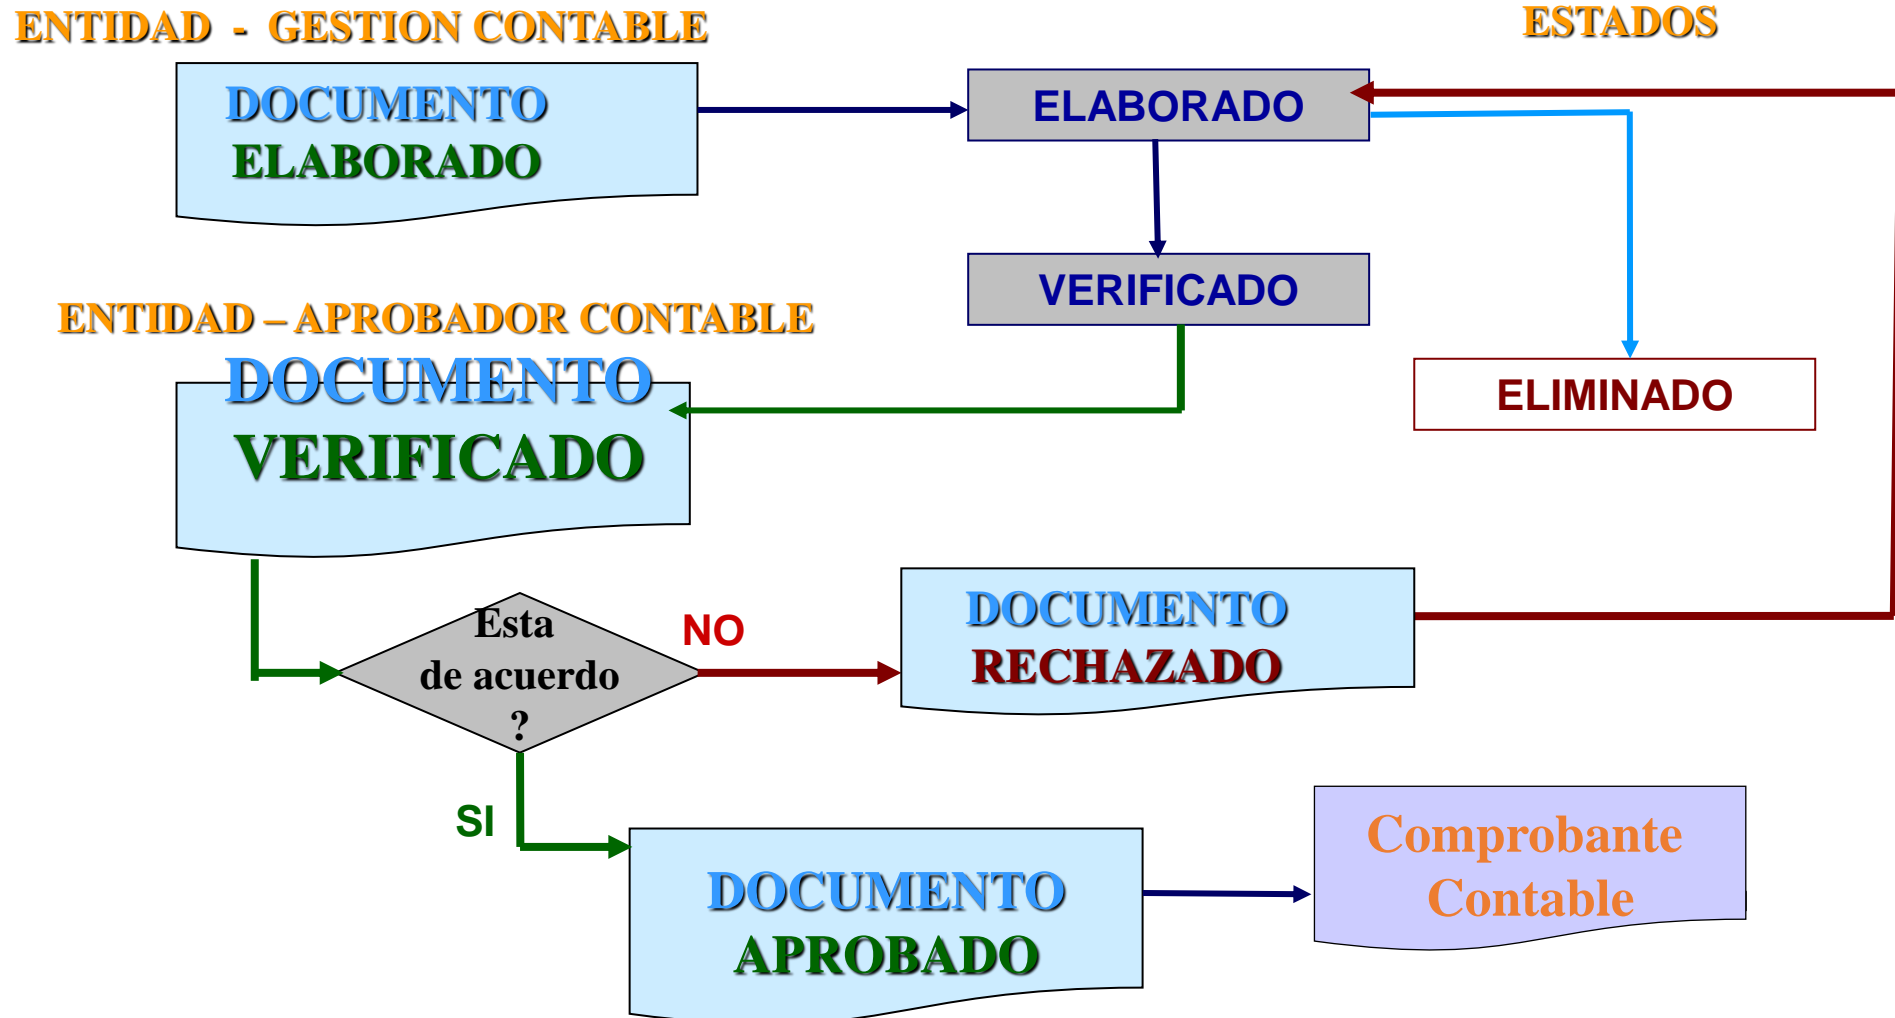 ENTIDAD - GESTION CONTABLE
ESTADOS
DOCUMENTO
ELABORADO
ELABORADO
VERIFICADO
ENTIDAD – APROBADOR CONTABLE
DOCUMENTO
VERIFICADO
ELIMINADO
Esta
de acuerdo
?
NO
DOCUMENTO
RECHAZADO
SI
DOCUMENTO
APROBADO
Comprobante
Contable